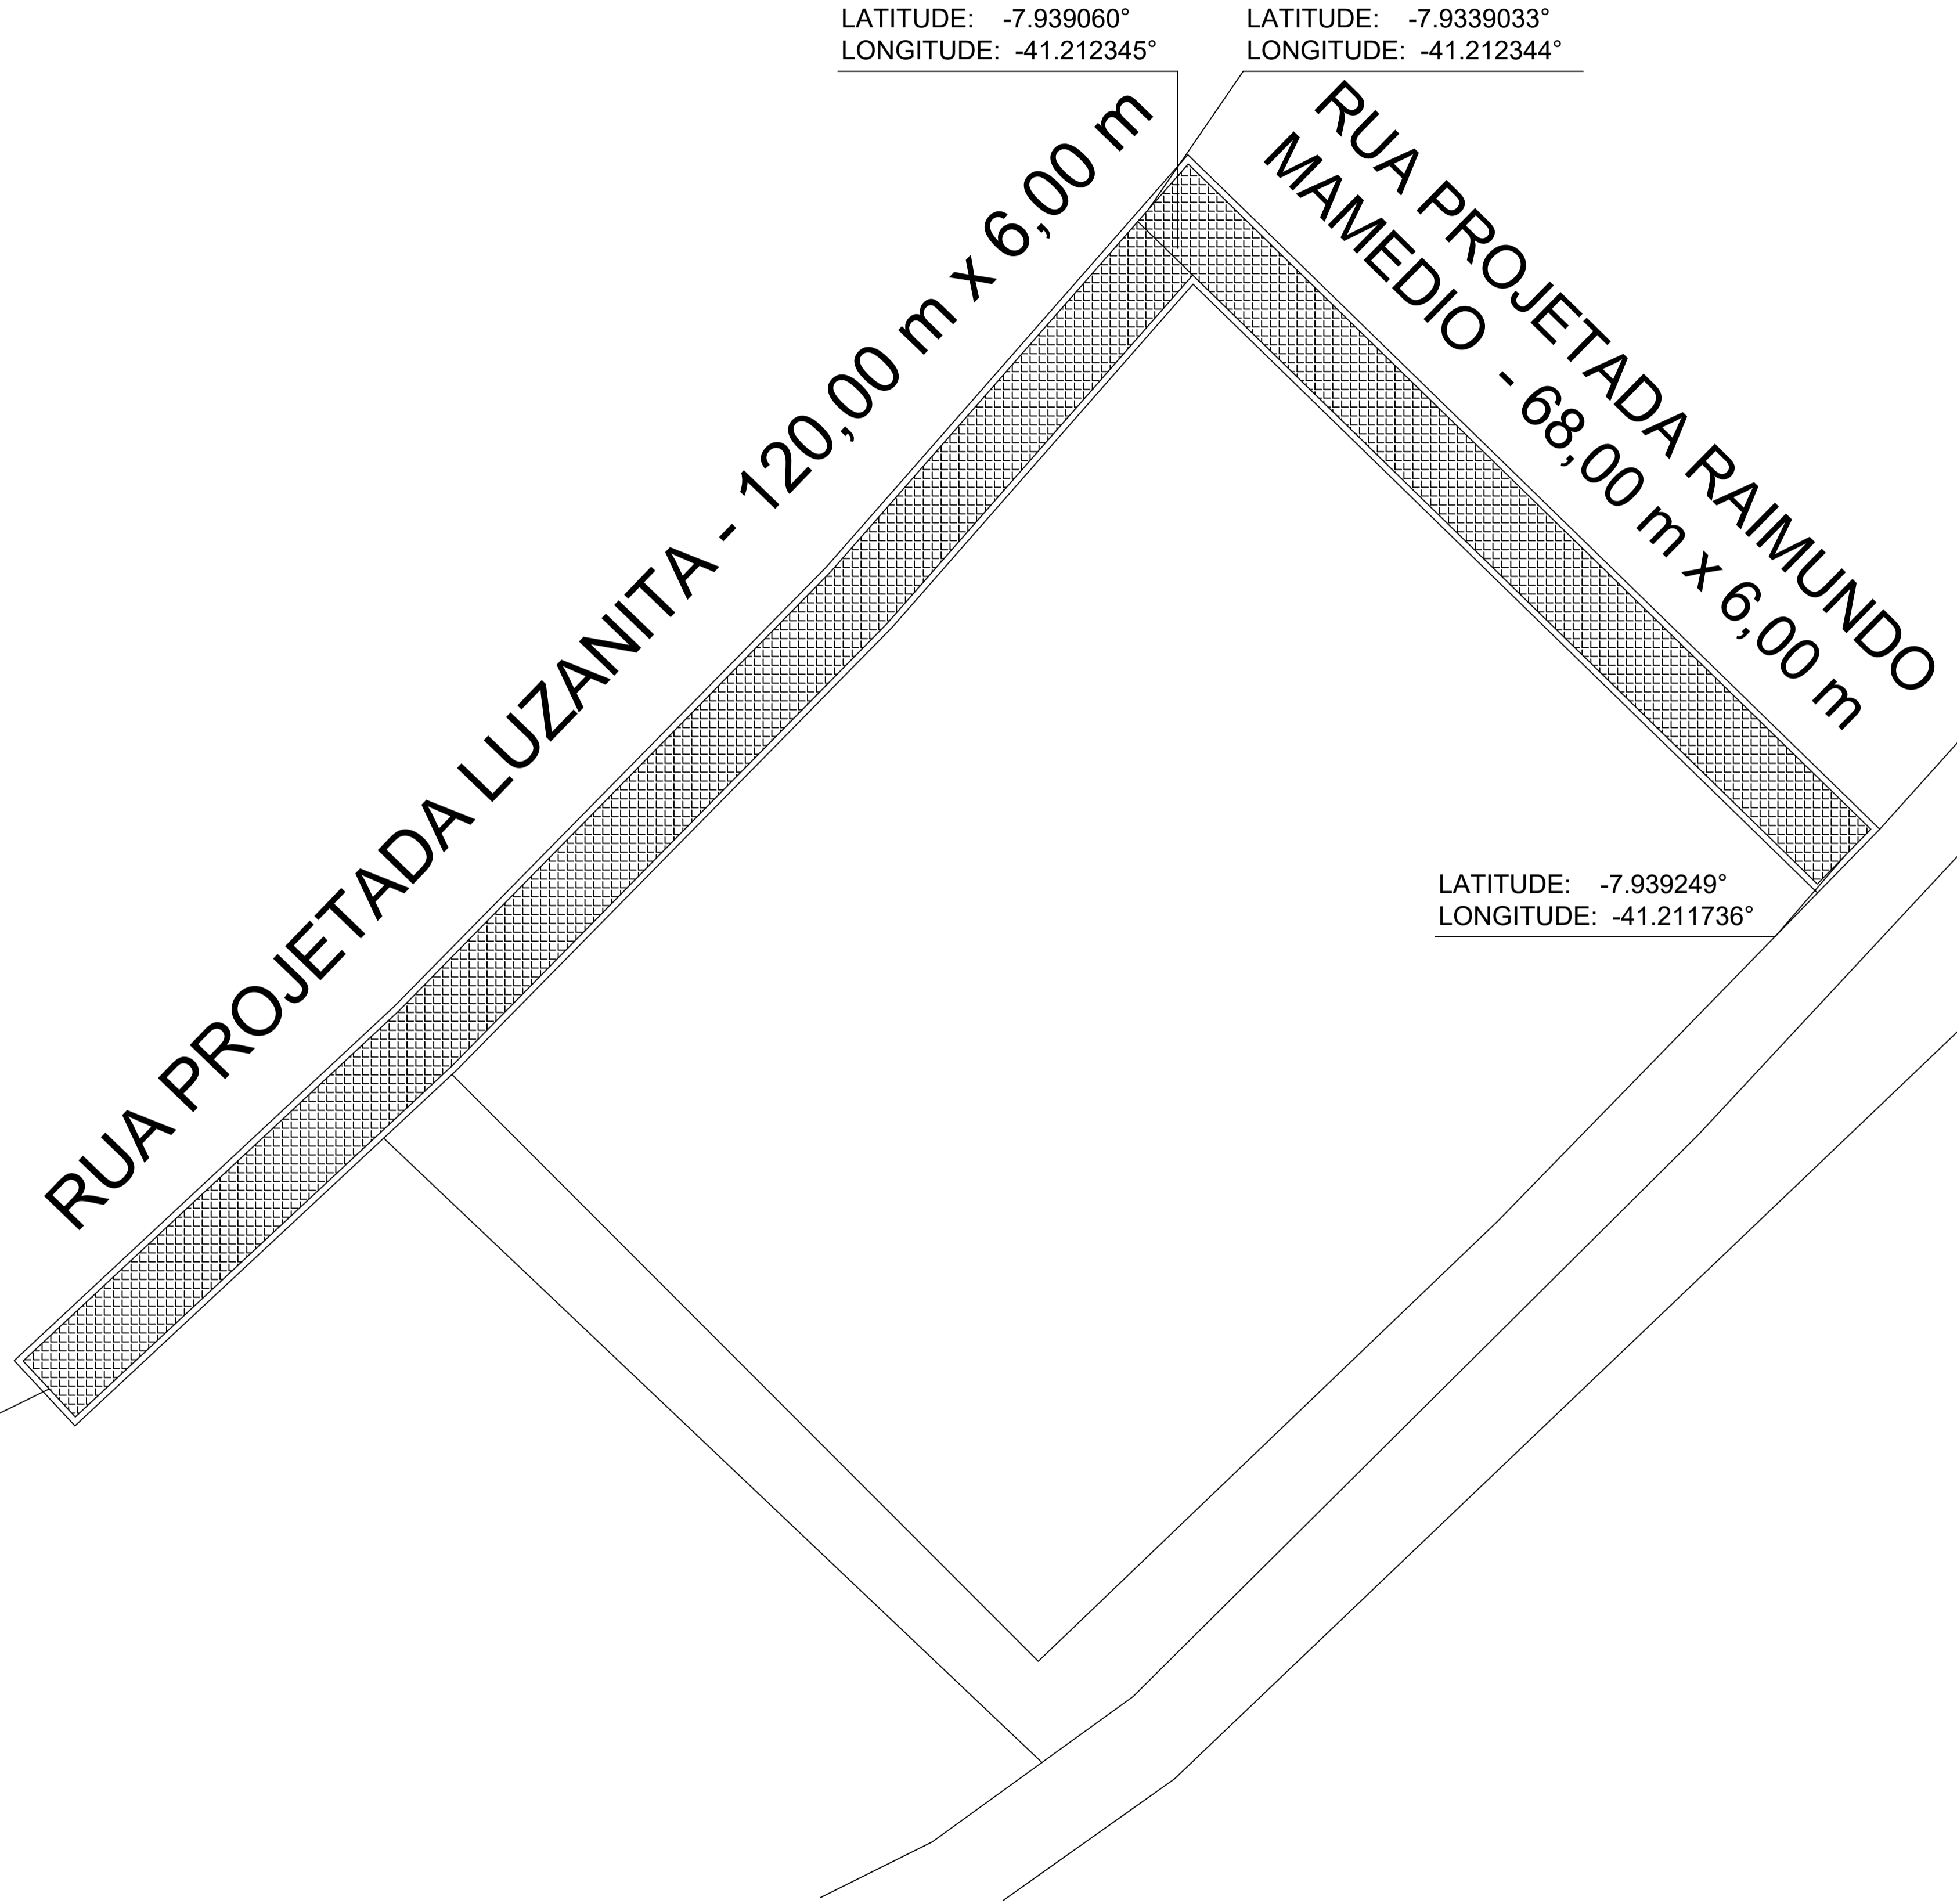 LATITUDE: -7.939060°
LONGITUDE: -41.212345°
LATITUDE: -7.9339033°
LONGITUDE: -41.212344°
RUA PROJETADA LUZANITA - 120,00 m x 6,00 m
RUA PROJETADA RAIMUNDO
MAMEDIO - 68,00 m x 6,00 m
LATITUDE: -7.939249°
LONGITUDE: -41.211736°